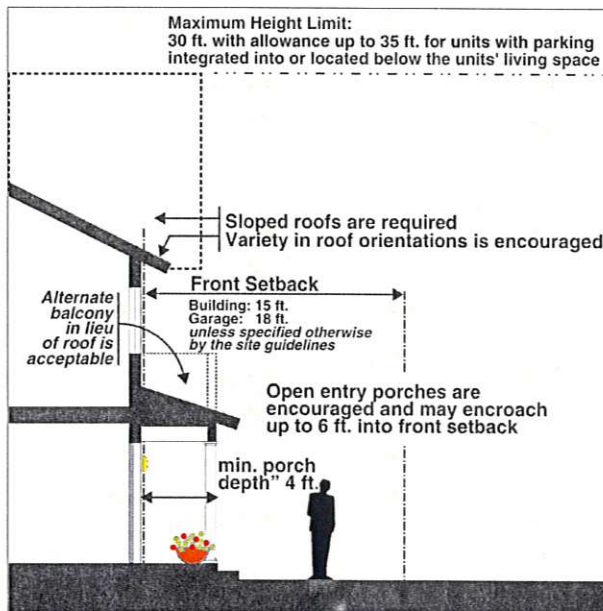 Maximum Height Limit:
30 ft. with allowance up to 35 ft. for units with parking
integrated into or located below the units' living space
Sloped roofs are required
Variety in roof orientations is encouraged
Front Setback
Building: 15 ft.
Garage: 18 ft.
unless specified otherwise
by the site guidelines
Alternate
balcony
in lieu
of roof is
acceptable
Open entry porches are
encouraged and may encroach
up to 6 ft. into front setback
min. porch
depth" 4 ft.